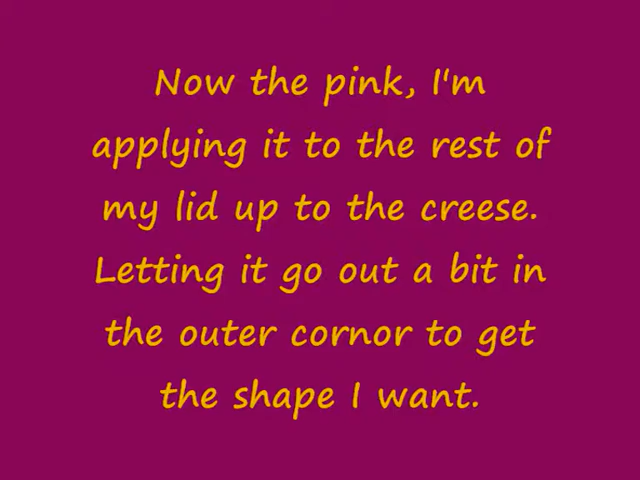 Now the pink, I'm
applying it to the rest of
my lid up to the creese.
Letting it go out a bit in
the outer cornor to get
the shape I want.